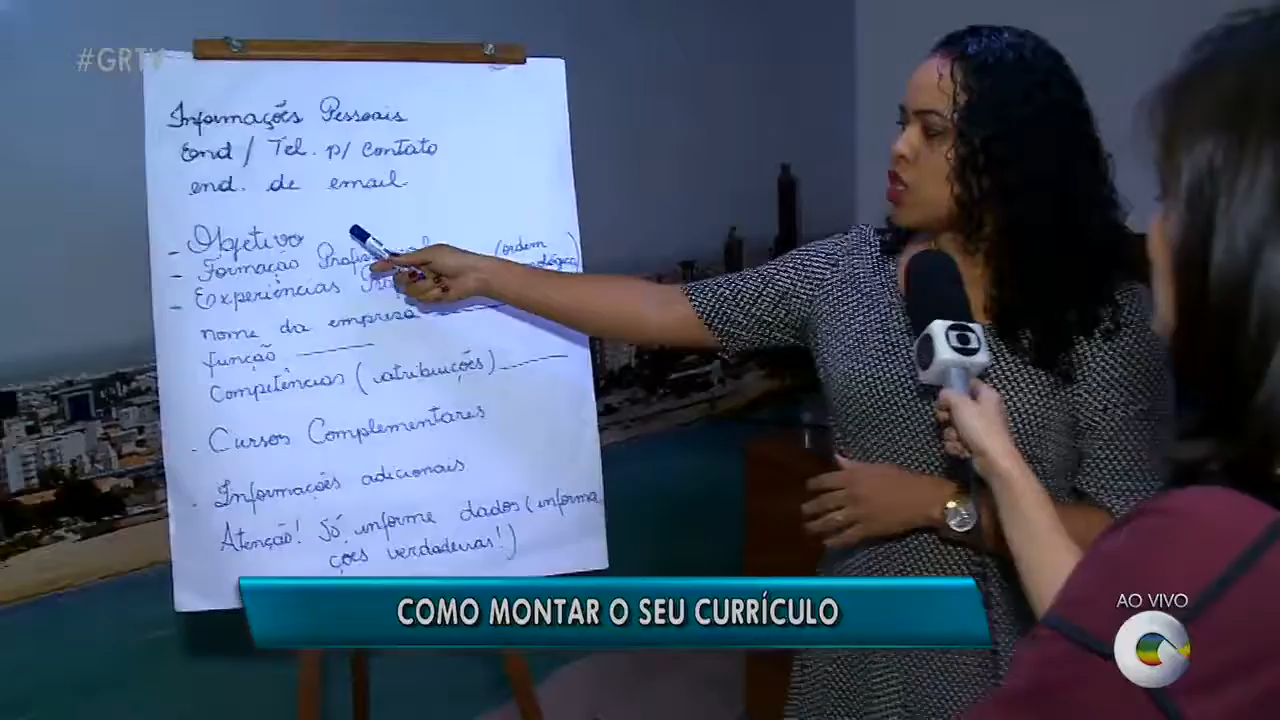 #GRTV
Informações Pessoais
End / Tel. p/ contato
end. de email
- Objetivo
- Formação (ordem
- Experiências
nome da empresa
função
Competências (atribuições)
. Cursos Complementares
. Informações adicionais
Atenção! Só informe dados (informa
ções verdadeiras!)
COMO MONTAR O SEU CURRÍCULO
AO VIVO